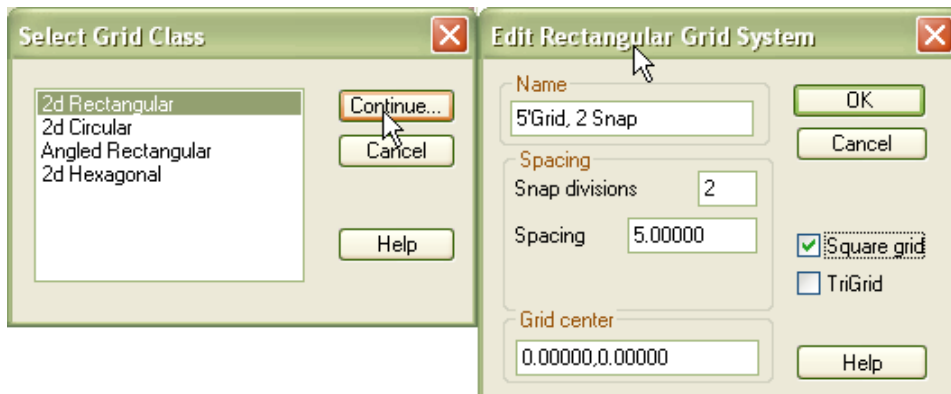 Select Grid Class
2d Rectangular
2d Circular
Angled Rectangular
2d Hexagonal
Continue...
Cancel
Help
Edit Rectangular Grid System
Name
5'Grid, 2 Snap
Spacing
Snap divisions 2
Spacing 5.00000
Grid center
0.00000,0.00000
OK
Cancel
Square grid
TriGrid
Help